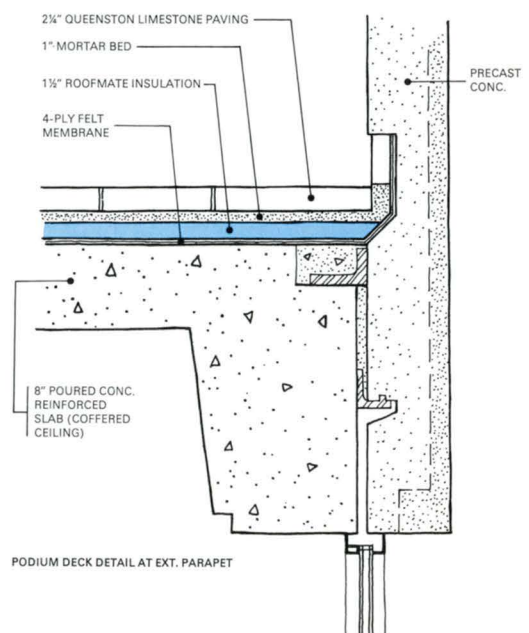 2¼" QUEENSTON LIMESTONE PAVING
1" MORTAR BED
1½" ROOFMATE INSULATION
4-PLY FELT
MEMBRANE
PRECAST
CONC.
8" POURED CONC.
REINFORCED
SLAB (COFFERED
CEILING)
PODIUM DECK DETAIL AT EXT. PARAPET